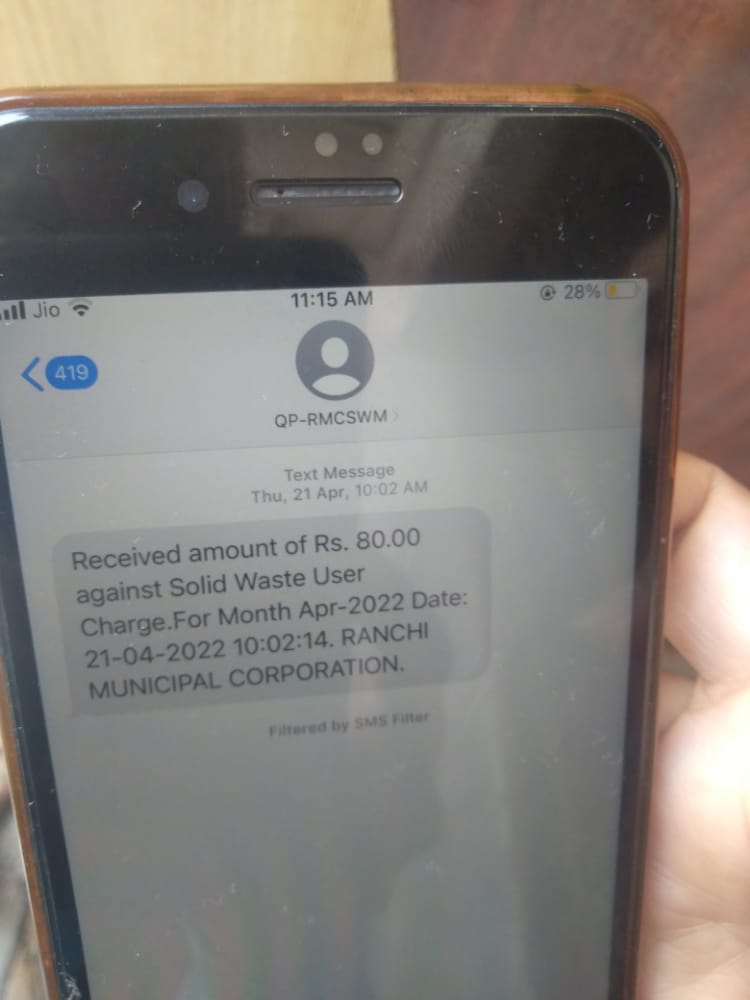 Jio 11:15 AM 28%
419
QP-RMCSWM
Text Message
Thu, 21 Apr, 10:02 AM
Received amount of Rs. 80.00
against Solid Waste User
Charge.For Month Apr-2022 Date:
21-04-2022 10:02:14. RANCHI
MUNICIPAL CORPORATION.
Filtered by SMS Filter